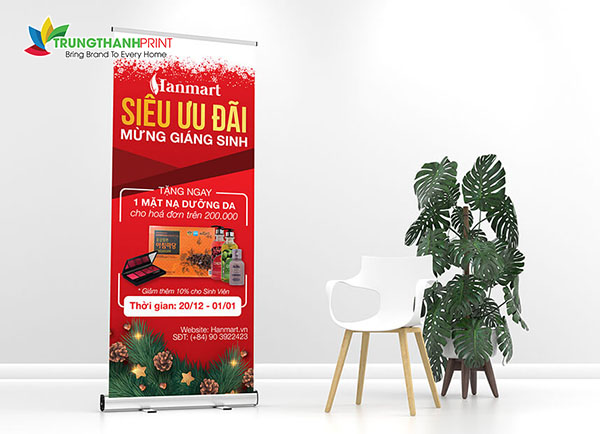 TRUNGTHANHPRINT
Bring Brand To Every Home
Hanmart
SIÊU ƯU ĐÃI
MỪNG GIÁNG SINH
TẶNG NGAY
1 MẶT NẠ DƯỠNG DA
cho hoá đơn trên 200.000
* Giảm thêm 10% cho Sinh Viên
Thời gian: 20/12 - 01/01
Website: Hanmart.vn
SĐT: (+84) 90 3922423